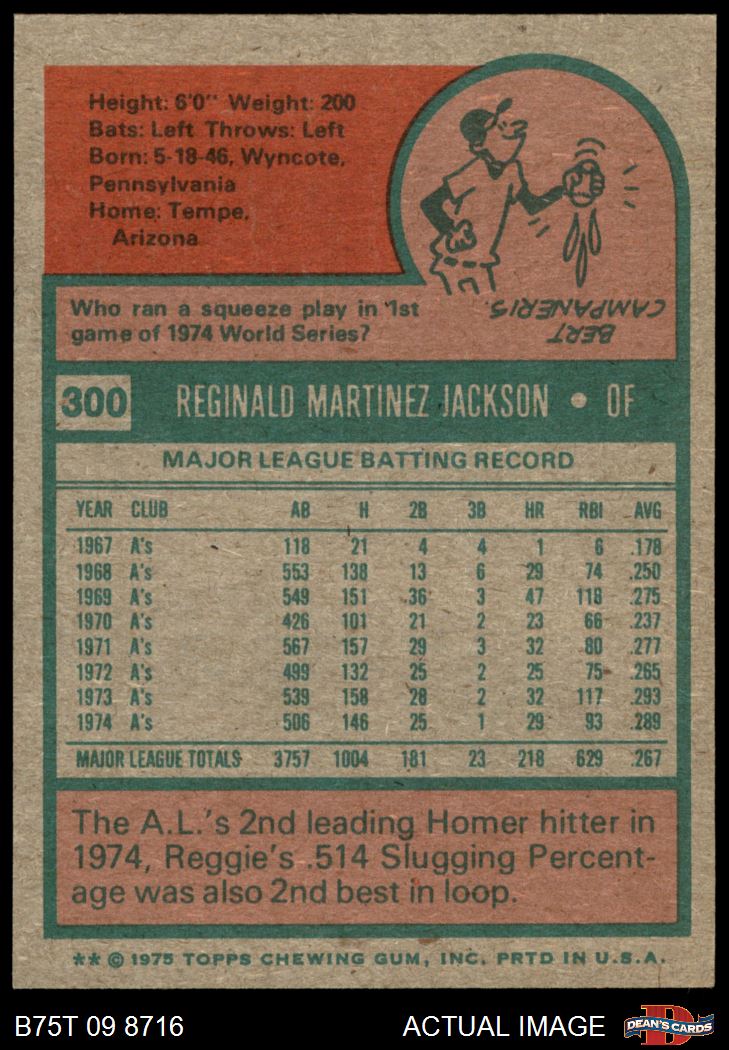 Height: 6'0" Weight: 200
Bats: Left Throws: Left
Born: 5-18-46, Wyncote,
Pennsylvania
Home: Tempe,
Arizona
Who ran a squeeze play in 1st
game of 1974 World Series?
BERT
CAMPANERIS.
300 REGINALD MARTINEZ JACKSON • OF
MAJOR LEAGUE BATTING RECORD
YEAR CLUB AB H 2B 3B HR RBI AVG
1967 A's 118 21 4 4 1 6 .178
1968 A's 553 138 13 6 29 74 .250
1969 A's 549 151 36 3 47 118 .275
1970 A's 426 101 21 2 23 66 .237
1971 A's 567 157 29 3 32 80 .277
1972 A's 499 132 25 2 25 75 .265
1973 A's 539 158 28 2 32 117 .293
1974 A's 506 146 25 1 29 93 .289
MAJOR LEAGUE TOTALS 3757 1004 181 23 218 629 .267
The A.L.'s 2nd leading Homer hitter in
1974, Reggie's .514 Slugging Percent-
age was also 2nd best in loop.
** © 1975 TOPPS CHEWING GUM, INC. PRTD IN U.S.A.
B75T 09 8716 ACTUAL IMAGE
D
DEAN'S CARDS